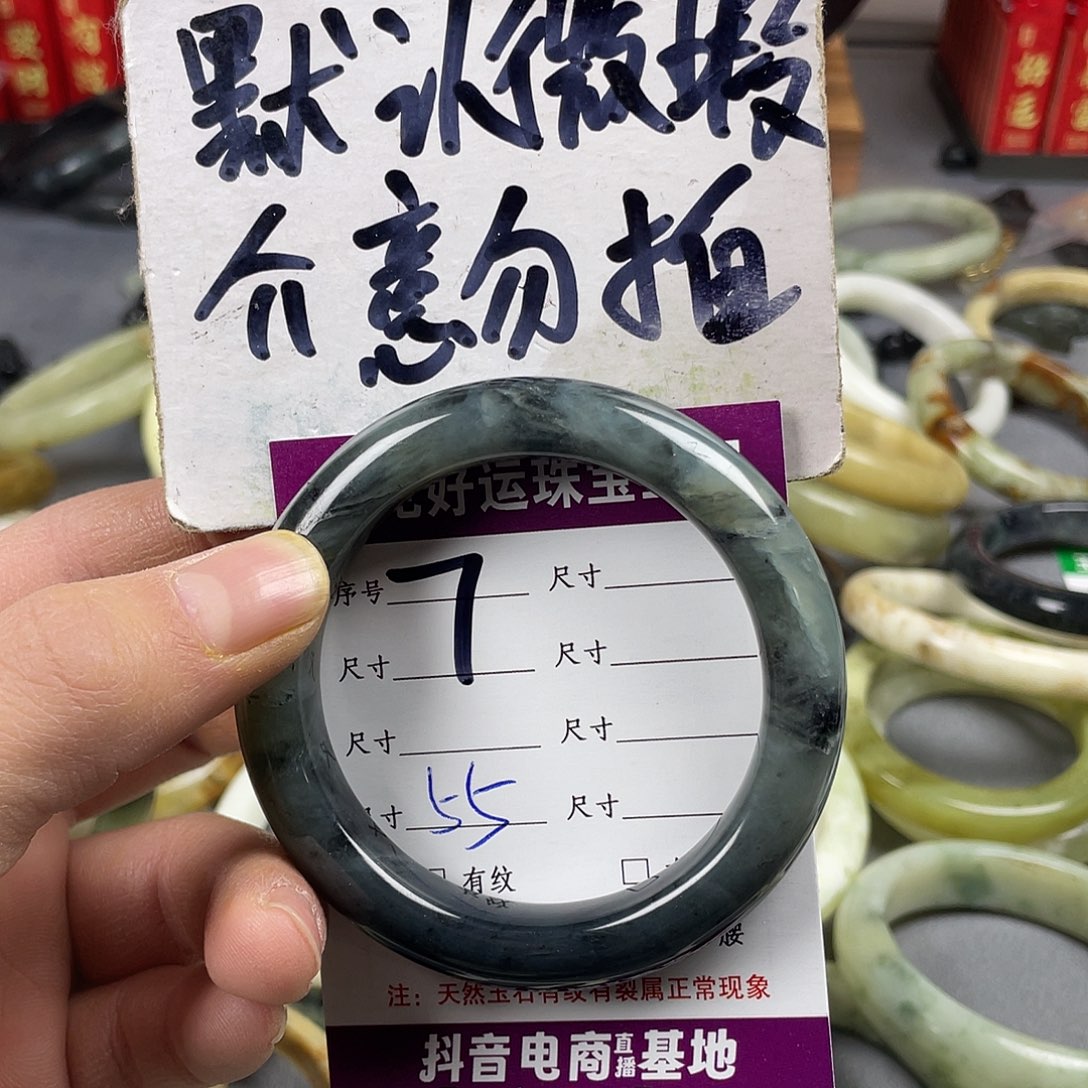 默认微瑕
介意勿拍
好运珠宝
序号 7 尺寸
尺寸 尺寸
尺寸 尺寸
寸 55 尺寸
有纹
注：天然玉石有纹有裂属正常现象
抖音电商直播基地
好运